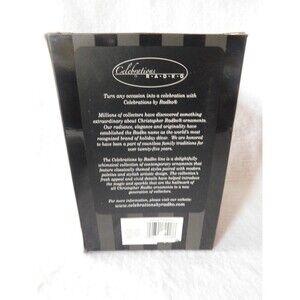 Celebrations
BY RADKO
Turn any occasion into a celebration with
Celebrations by Radko®
Millions of collectors have discovered something
extraordinary about Christopher Radko® ornaments.
Our radiance, elegance and originality have
established the Radko name as the world's most
recognized brand of holiday décor. We are honored
to have been a part of countless family traditions for
over twenty-five years.
The Celebrations by Radko line is a delightfully
whimsical collection of contemporary ornaments that
feature classically themed styles paired with modern
palettes and stylish artistic design. The collection's
fresh appeal and vivid details have helped introduce
the magic and sparkle that are the hallmark of
all Christopher Radko ornaments to a new
generation of collectors.
For more information, please visit our website:
www.celebrationsbyradko.com